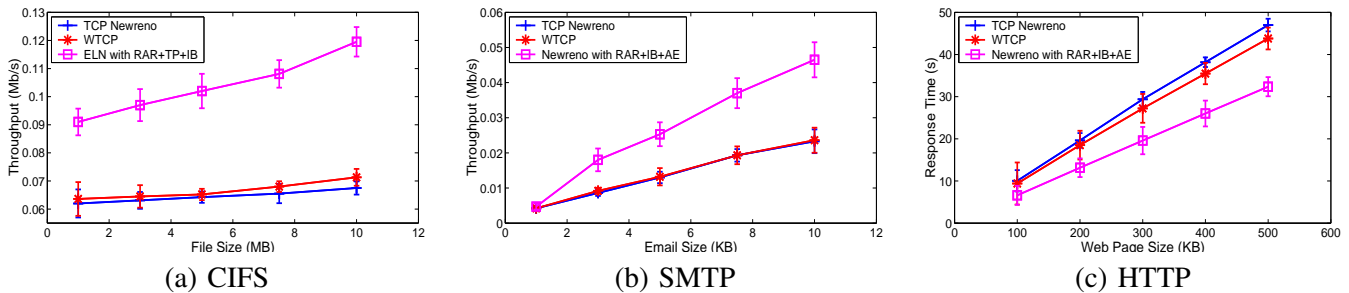 0.13
0.12
0.11
0.1
0.09
0.08
0.07
0.06
Throughput (Mb/s)
TCP Newreno
WTCP
ELN with RAR+TP+IB
0 2 4 6 8 10 12
File Size (MB)
(a) CIFS
0.06
0.05
0.04
0.03
0.02
0.01
0
Throughput (Mb/s)
TCP Newreno
WTCP
Newreno with RAR+IB+AE
0 2 4 6 8 10 12
Email Size (KB)
(b) SMTP
50
40
30
20
10
0
Response Time (s)
TCP Newreno
WTCP
Newreno with RAR+IB+AE
0 100 200 300 400 500 600
Web Page Size (KB)
(c) HTTP